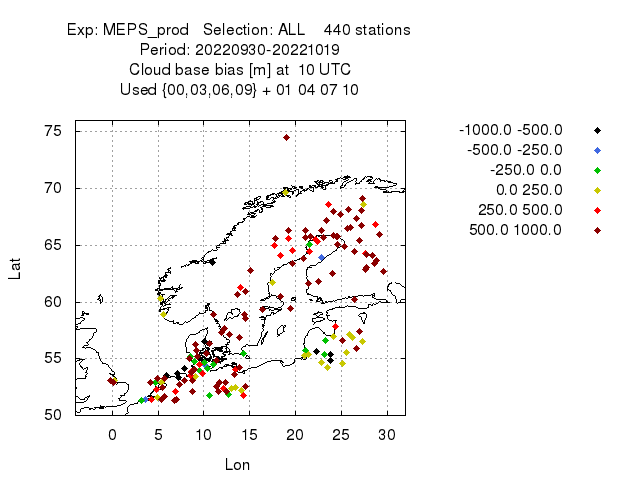 Exp: MEPS_prod   Selection: ALL    440 stations
Period: 20220930-20221019
Cloud base bias [m] at  10 UTC
Used {00,03,06,09} + 01 04 07 10
-1000.0 -500.0
-500.0 -250.0
-250.0 0.0
0.0 250.0
250.0 500.0
500.0 1000.0
75
70
65
60
55
50
Lat
0 5 10 15 20 25 30
Lon